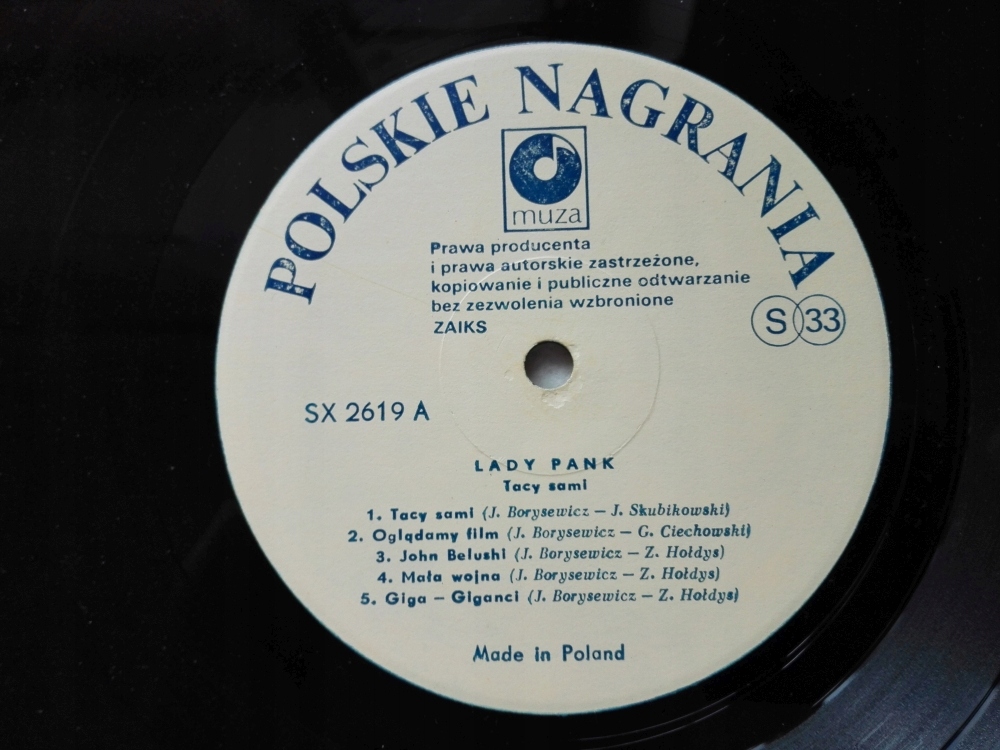 POLSKIE NAGRANIA
muza
Prawa producenta
i prawa autorskie zastrzeżone,
kopiowanie i publiczne odtwarzanie
bez zezwolenia wzbronione
ZAIKS
S 33
SX 2619 A
LADY PANK
Tacy sami
1. Tacy sami (J. Borysewicz – J. Skubikowski)
2. Oglądamy film (J. Borysewicz – G. Ciechowski)
3. John Belushi (J. Borysewicz – Z. Hołdys)
4. Mała wojna (J. Borysewicz – Z. Hołdys)
5. Giga – Giganci (J. Borysewicz – Z. Hołdys)
Made in Poland